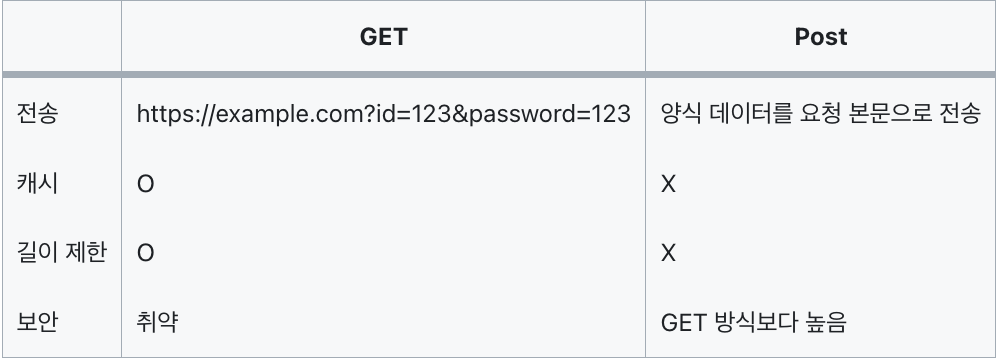 GET Post
전송 https://example.com?id=123&password=123 양식 데이터를 요청 본문으로 전송
캐시 O X
길이 제한 O X
보안 취약 GET 방식보다 높음